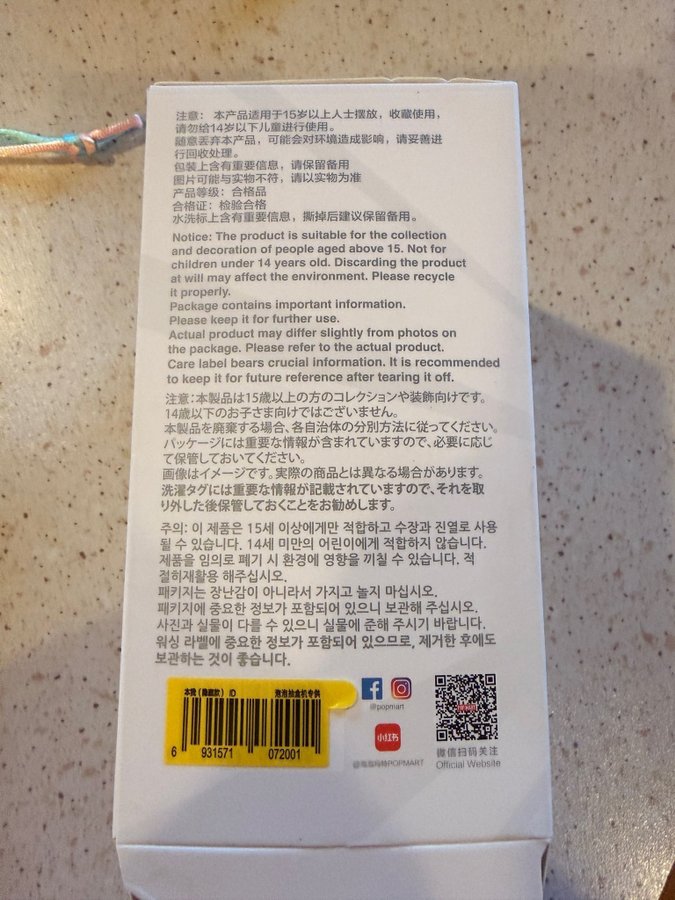 注意： 本产品适用于15岁以上人士摆放，收藏使用，
请勿给14岁以下儿童进行使用。
随意丢弃本产品，可能会对环境造成影响，请妥善进
行回收处理。
包装上含有重要信息，请保留备用
图片可能与实物不符，请以实物为准
产品等级：合格品
合格证：检验合格
水洗标上含有重要信息，撕掉后建议保留备用。
Notice: The product is suitable for the collection
and decoration of people aged above 15. Not for
children under 14 years old. Discarding the product
at will may affect the environment. Please recycle
it properly.
Package contains important information.
Please keep it for further use.
Actual product may differ slightly from photos on
the package. Please refer to the actual product.
Care label bears crucial information. It is recommended
to keep it for future reference after tearing it off.
注意：本製品は15歳以上の方のコレクションや装飾向けです。
14歳以下のお子さま向けではございません。
本製品を廃棄する場合、各自治体の分別方法に従ってください。
パッケージには重要な情報が含まれていますので、必要に応じ
て保管しておいてください。
画像はイメージです。実際の商品とは異なる場合があります。
洗濯タグには重要な情報が記載されていますので、それを取
り外した後保管しておくことをお勧めします。
주의: 이 제품은 15세 이상에게만 적합하고 수장과 진열로 사용
될 수 있습니다. 14세 미만의 어린이에게 적합하지 않습니다.
제품을 임의로 폐기 시 환경에 영향을 끼칠 수 있습니다. 적
절히재활용 해주십시오.
패키지는 장난감이 아니라서 가지고 놀지 마십시오.
패키지에 중요한 정보가 포함되어 있으니 보관해 주십시오.
사진과 실물이 다를 수 있으니 실물에 준해 주시기 바랍니다.
워싱 라벨에 중요한 정보가 포함되어 있으므로, 제거한 후에도
보관하는 것이 좋습니다.
本我（隐藏款）ID 泡泡抽盒机专供
6 931571 072001
@popmart
小红书
@泡泡玛特POPMART
微信扫码关注
Official Website